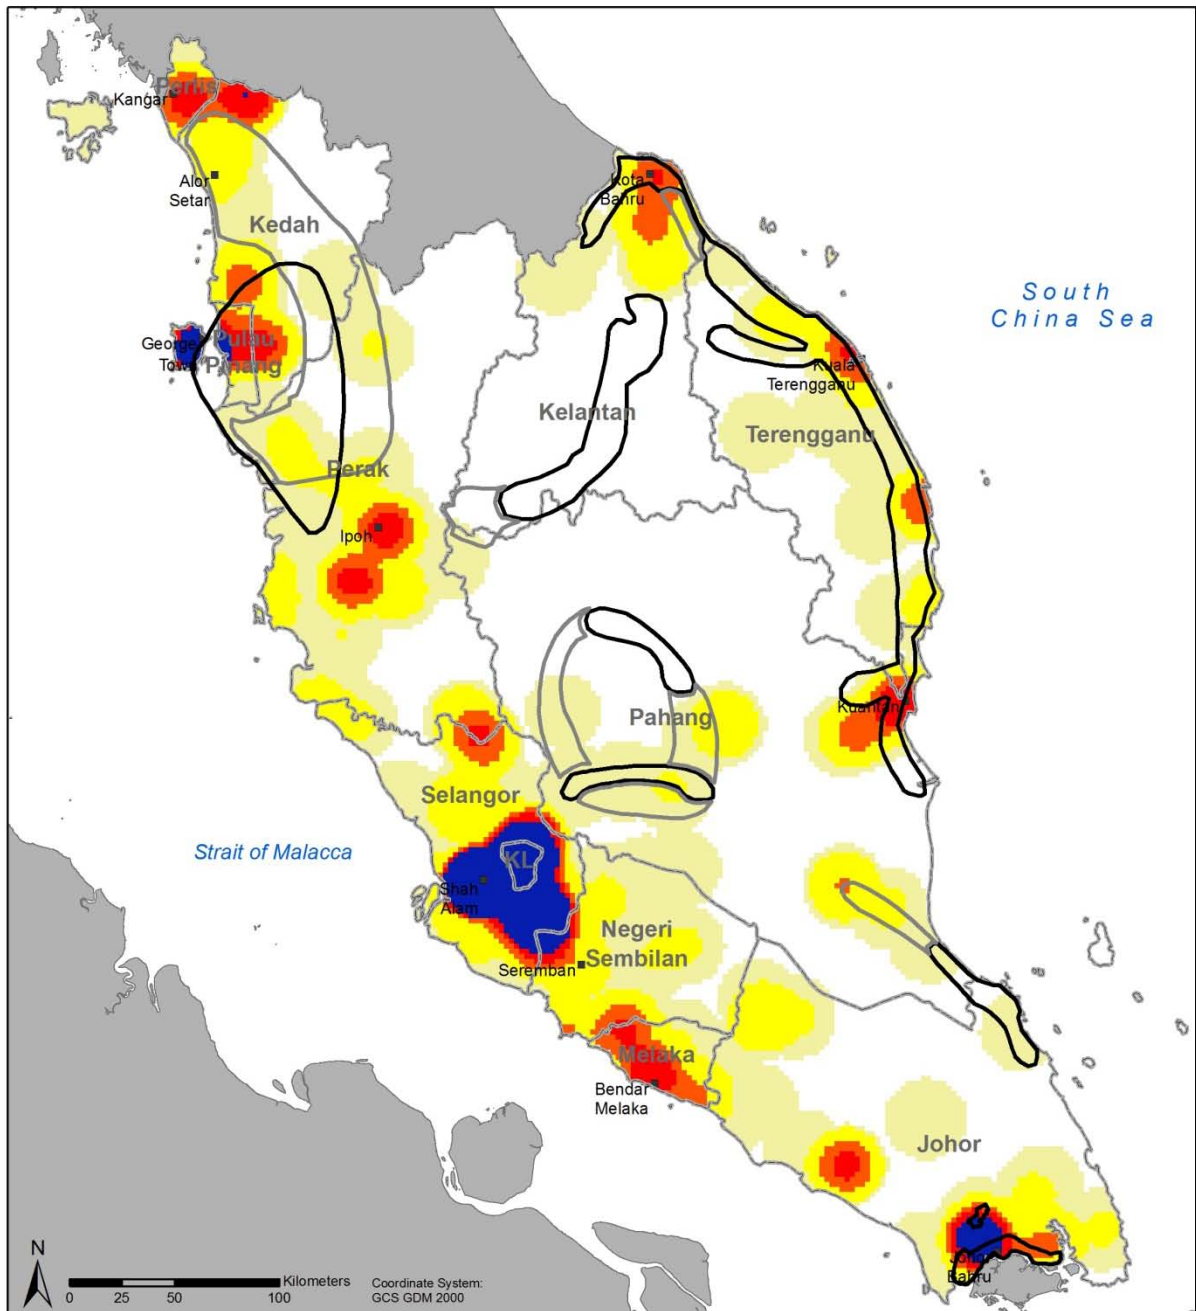 Perlis
Kangar
Alor
Setar
Kedah
Kota
Bahru
South
China Sea
George
Town
Pulau
Pinang
Kuala
Terengganu
Kelantan
Terengganu
Perak
Ipoh
Pahang
Kuantan
Selangor
Strait of Malacca
KL
Shah
Alam
Negeri
Sembilan
Seremban
Melaka
Bendar
Melaka
Johor
Johor
Bahru
N
Kilometers
0 25 50 100
Coordinate System:
GCS GDM 2000